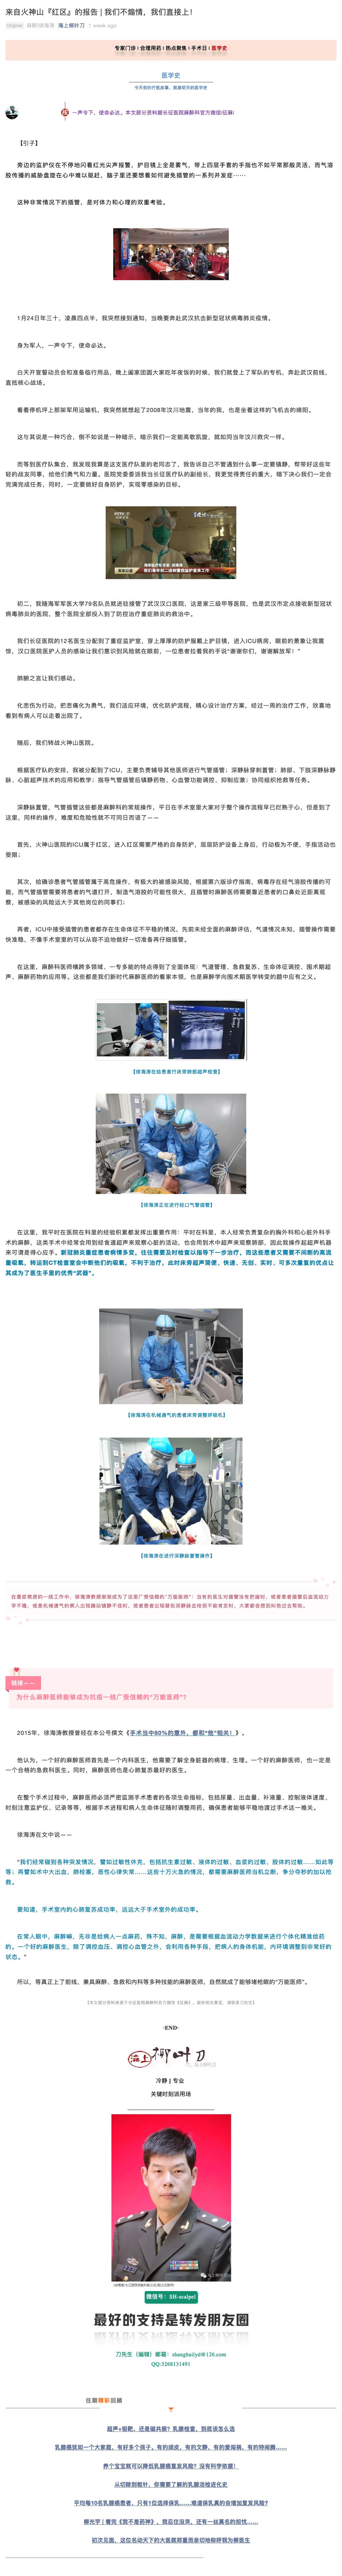 来自火神山『红区』的报告 | 我们不煽情，我们直接上！
Original 麻醉/徐海涛 海上柳叶刀 1 week ago
专家门诊 | 合理用药 | 热点聚焦 | 手术日 | 医学史
医学史
今天你的行医故事，就是明天的医学史
一声令下，使命必达。本文部分资料据长征医院麻醉科官方微信/征麻i
【引子】
旁边的监护仪在不停地闪着红光尖声报警，护目镜上全是雾气，带上四层手套的手指也不如平常那般灵活，而气溶
胶传播的威胁盘旋在心中难以驱赶，脑子里还要想着如何避免插管的一系列并发症……
这种非常情况下的插管，是对体力和心理的双重考验。
1月24日年三十，凌晨四点半，我突然接到通知，当晚要奔赴武汉抗击新型冠状病毒肺炎疫情。
身为军人，一声令下，使命必达。
白天开宣誓动员会和准备临行用品，晚上阖家团圆大家吃年夜饭的时候，我们就登上了军队的专机，奔赴武汉前线，
直抵核心战场。
看着停机坪上那架军用运输机，我突然就想起了2008年汶川地震，当年的我，也是坐着这样的飞机去的绵阳。
这与其说是一种巧合，倒不如说是一种暗示，暗示我们一定能高歌凯旋，就如同当年汶川救灾一样。
而等到医疗队集合，我发现我算是这支医疗队里的老同志了，我告诉自己不管遇到什么事一定要镇静，帮带好这些年
轻的战友同事，给他们勇气和力量。医院党委委派我当长征医疗队的副组长，我更觉得责任的重大，暗下决心我们一定会
完满完成任务，同时，一定要做好自身防护，实现零感染的目标。
初二，我随海军军医大学79名队员就进驻接管了武汉汉口医院，这是家三级甲等医院，也是武汉市定点接收新型冠状
病毒肺炎的医院，整个医院全部投入到了防控治疗重症肺炎的救治中。
我们长征医院的12名医生分配到了重症监护室，穿上厚厚的防护服戴上护目镜，进入ICU病房，眼前的景象让我震
惊，汉口医院医护人员的感染让我们意识到风险就在眼前，一位患者拉着我的手说“谢谢你们，谢谢解放军！”
肺腑之言让我们感动。
化悲伤为行动，把悲痛化为勇气，我们适应环境，优化防护流程，精心设计治疗方案，经过一周的治疗工作，欣喜地
看到有病人可以走着出院了。
随后，我们转战火神山医院。
根据医疗队的安排，我被分配到了ICU，主要负责辅导其他医师进行气管插管；深静脉穿刺置管；肺部、下肢深静脉静
脉、心脏超声技术的应用和教学；指导气管插管后镇静药物、心血管功能调控、抑制应激；协同组织抢救等任务。
深静脉置管，气管插管这些都是麻醉科的常规操作，平日在手术室里大家对于整个操作流程早已烂熟于心，但是到了
这里，同样的操作，难度和危险性就不可同日而语了——
首先，火神山医院的ICU属于红区，进入红区需要严格的自身防护，层层防护设备上身后，行动极为不便，手指活动也
受限；
其次，给确诊患者气管插管属于高危操作，有极大的被感染风险，根据第六版诊疗指南，病毒存在经气溶胶传播的可
能，而气管插管需要将患者的气道打开，制造气溶胶的可能性很大，且插管时麻醉医师需要靠近患者的口鼻处近距离观
察，被感染的风险远大于其他岗位的同事们；
再者，ICU中接受插管的患者都存在生命体征不平稳的情况，先前未经全面的麻醉评估，气道情况未知，插管操作需要
快准稳，不像手术室里的可以从容不迫地做好一切准备再仔细插管。
在这里，麻醉科医师横跨多领域、一专多能的特点得到了全面体现：气道管理、急救复苏、生命体征调控、围术期超
声、麻醉药物的应用等。这些都是我们新时代麻醉医师的看家本领，也是麻醉学向围术期医学转变的题中应有之义。
【徐海涛在给患者行床旁肺部超声检查】
【徐海涛正在进行经口气管插管】
在这里，我平时在医院在科里的经验积累都发挥出重要作用：平时在科里，本人经常负责复杂的胸外科和心脏外科手
术的麻醉，这类手术中经常会用到经食道超声来观察心脏的活动，也会用到术中超声来观察肺部，因此我操作起超声机器
来可谓是得心应手。新冠肺炎重症患者病情多变，往往需要及时检查以指导下一步治疗，而这些患者又需要不间断的高流
量吸氧，转运到CT检查室会中断他们的吸氧，不利于治疗，此时床旁超声简便、快速、无创、实时、可多次重复的优点让
其成为了医生手里的优秀“武器”。
【徐海涛在机械通气的患者床旁调整呼吸机】
【徐海涛在进行深静脉置管操作】
在重症病房的一线工作中，徐海涛教授渐渐成为了这里广受信赖的“万能医师”：当有的医生对插管没有把握时，或者患者插管后血流动力
学不稳，或是机械通气的病人出现躁动镇静不佳时，或者患者出现疑似深静脉血栓但不能肯定时，大家都会想到叫他过去帮助。
链接——
为什么麻醉医师能够成为抗疫一线广受信赖的“万能医师”？
2015年，徐海涛教授曾经在本公号撰文《手术当中80%的意外，都和“他”相关！》。
他认为，一个好的麻醉医师首先是一个内科医生，他需要了解全身脏器的病理、生理。一个好的麻醉医师，也一定是
一个合格的急救科医生。同时，麻醉医师也是心肺复苏最好的医生。
在整个手术过程中，麻醉医师必须严密监测手术患者的各项生命指标，包括尿量、出血量、补液量、控制液体速度、
时刻注意监护仪、记录等等，根据手术进程和病人生命体征随时调整用药，确保患者能够平稳地渡过手术这一难关。
徐海涛在文中说——
“我们经常碰到各种突发情况，譬如过敏性休克，包括抗生素过敏、液体的过敏、血浆的过敏、胶体的过敏……如此等
等；再譬如术中大出血，肺栓塞，恶性心律失常……这些十万火急的情况，都需要麻醉医师当机立断，争分夺秒的加以抢
救。
要知道，手术室内的心肺复苏成功率，远远大于手术室外的成功率。
在常人眼中，麻醉嘛，无非是给病人一点麻药，殊不知，麻醉，是需要根据血流动力学数据来进行个体化精准给药
的。一个好的麻醉医生，除了调控血压、调控心血管之外，会利用各种手段，把病人的身体机能，内环境调整到非常好的
状态。”
所以，等真正上了前线，兼具麻醉、急救和内科等多种技能的麻醉医师，自然就成了能够堪枪眼的“万能医师”。
-END-
海上柳叶刀
冷静 | 专业
关键时刻派用场
微信号：SH-scalpel
最好的支持是转发朋友圈
刀先生（编辑）邮箱：zhanghailyd@126.com
QQ:3268131491
往期精彩回顾
超声+钼靶，还是磁共振？乳腺检查，到底该怎么选
乳腺癌犹如一个大家庭，有好多个孩子，有的顽皮，有的文静，有的爱闯祸，有的特闹腾……
养个宝宝就可以降低乳腺癌复发风险？没有科学依据！
从切除到粗针，你需要了解的乳腺活检进化史
平均每10名乳腺癌患者，只有1位选择保乳……难道保乳真的会增加复发风险？
柳光宇 | 看完《我不是药神》，我忍住没哭，还有一丝莫名的担忧……
初次见面，这位名动天下的大医就郑重而亲切地称呼我为柳医生